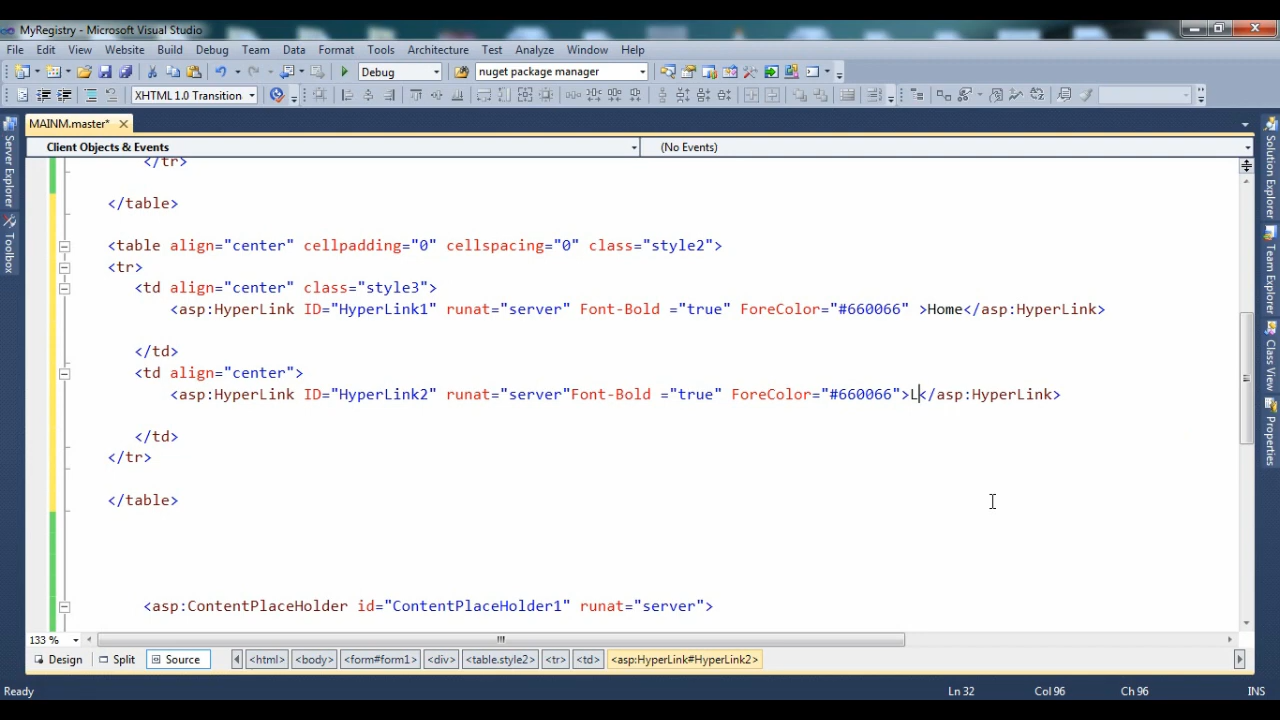 MyRegistry - Microsoft Visual Studio
File Edit View Website Build Debug Team Data Format Tools Architecture Test Analyze Window Help
Debug nuget package manager
XHTML 1.0 Transition
MAINM.master*
Client Objects & Events (No Events)
</tr>
</table>
<table align="center" cellpadding="0" cellspacing="0" class="style2">
<tr>
<td align="center" class="style3">
<asp:HyperLink ID="HyperLink1" runat="server" Font-Bold ="true" ForeColor="#660066" >Home</asp:HyperLink>
</td>
<td align="center">
<asp:HyperLink ID="HyperLink2" runat="server"Font-Bold ="true" ForeColor="#660066">L</asp:HyperLink>
</td>
</tr>
</table>
<asp:ContentPlaceHolder id="ContentPlaceHolder1" runat="server">
133 %
Design Split Source <html> <body> <form#form1> <div> <table.style2> <tr> <td> <asp:HyperLink#HyperLink2>
Ready Ln 32 Col 96 Ch 96 INS
Server Explorer
Toolbox
Solution Explorer
Team Explorer
Class View
Properties